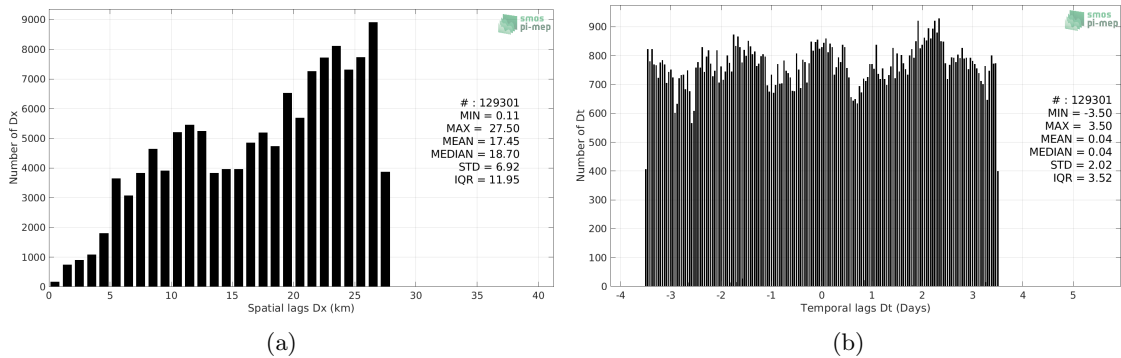 9000
8000
7000
6000
5000
4000
3000
2000
1000
0
Number of Dx
0 5 10 15 20 25 30 35 40
Spatial lags Dx (km)
smos
pi-mep
# : 129301
MIN = 0.11
MAX = 27.50
MEAN = 17.45
MEDIAN = 18.70
STD = 6.92
IQR = 11.95
(a)
900
800
700
600
500
400
300
200
100
0
Number of Dt
-4 -3 -2 -1 0 1 2 3 4 5
Temporal lags Dt (Days)
smos
pi-mep
# : 129301
MIN = -3.50
MAX = 3.50
MEAN = 0.04
MEDIAN = 0.04
STD = 2.02
IQR = 3.52
(b)